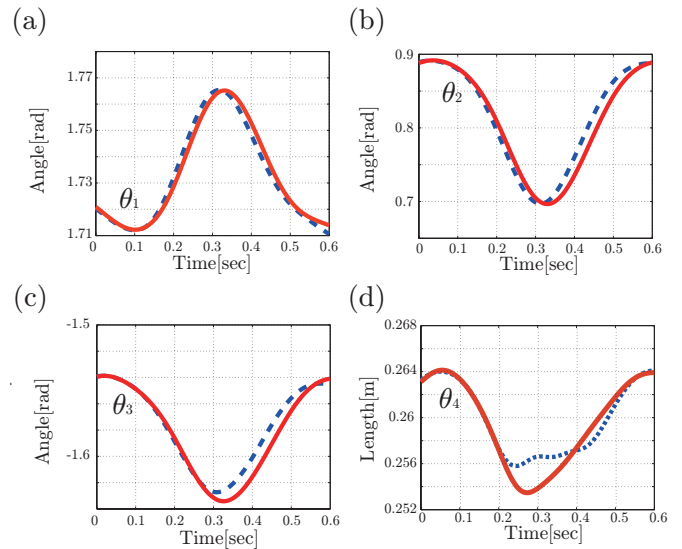 (a)
1.77
1.75
1.73
1.71
Angle[rad]
θ1
0 0.1 0.2 0.3 0.4 0.5 0.6
Time[sec]
(b)
0.9
0.8
0.7
Angle[rad]
θ2
0 0.1 0.2 0.3 0.4 0.5 0.6
Time[sec]
(c)
-1.5
-1.6
Angle[rad]
θ3
0 0.1 0.2 0.3 0.4 0.5 0.6
Time[sec]
(d)
0.268
0.264
0.26
0.256
0.252
Length[m]
θ4
0 0.1 0.2 0.3 0.4 0.5 0.6
Time[sec]